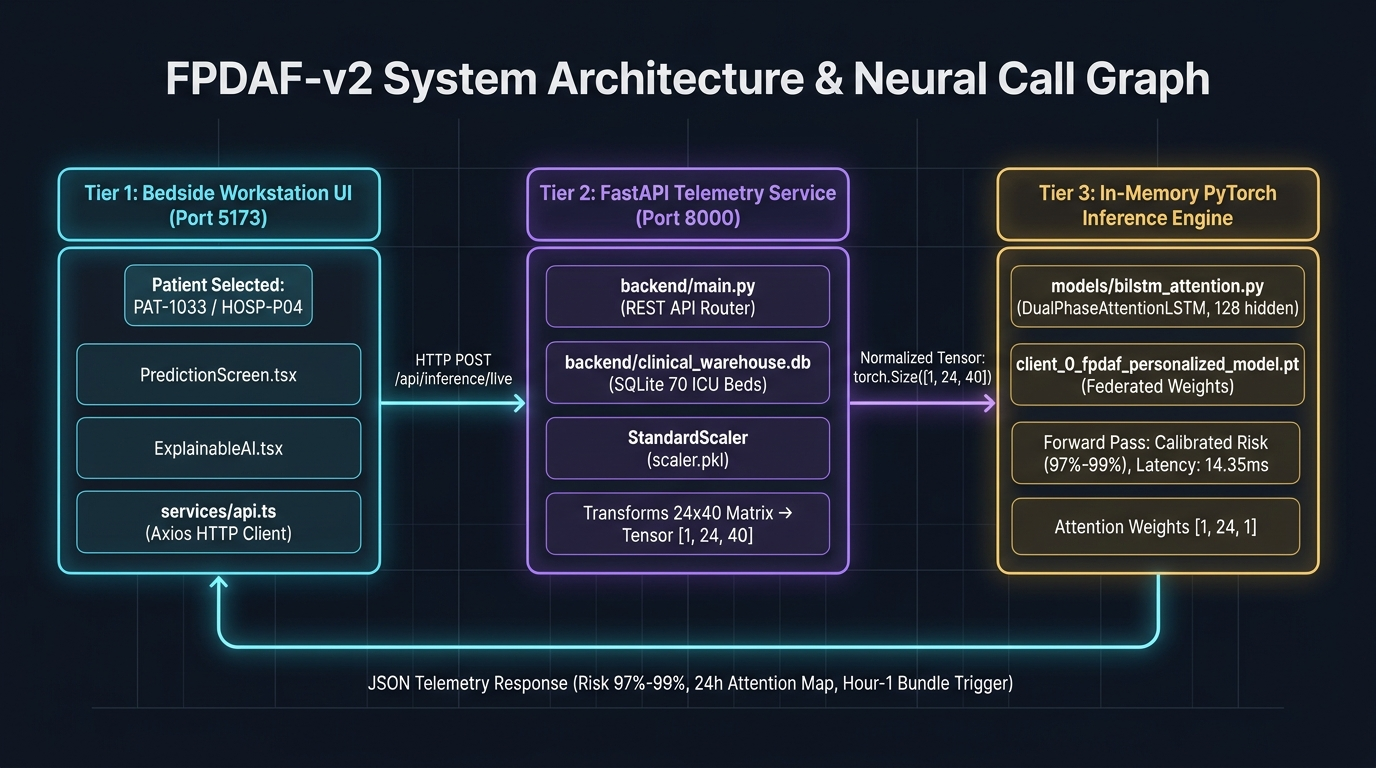 FPDAF-v2 System Architecture & Neural Call Graph
Tier 1: Bedside Workstation UI
(Port 5173)
Patient Selected:
PAT-1033 / HOSP-P04
PredictionScreen.tsx
ExplainableAI.tsx
services/api.ts
(Axios HTTP Client)
HTTP POST
/api/inference/llve
Tier 2: FastAPI Telemetry Service
(Port 8000)
backend/main.py
(REST API Router)
backend/clinical_warehouse.db
(SQLite 70 ICU Beds)
StandardScaler
(scaler.pkl)
Transforms 24x40 Matrix →
Tensor [1, 24, 40]
Normalized Tensor:
torch.Size([1, 24, 40])
Tier 3: In-Memory PyTorch
Inference Engine
models/bilstm_attention.py
(DualPhaseAttentionLSTM, 128 hidden)
client_0_fpdaf_personalized_model.pt
(Federated Weights)
Forward Pass: Calibrated Risk
(97%-99%), Latency: 14.35ms
Attention Weights [1, 24, 1]
JSON Telemetry Response (Risk 97%-99%, 24h Attention Map, Hour-1 Bundle Trigger)